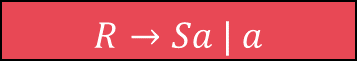 R → Sa | a